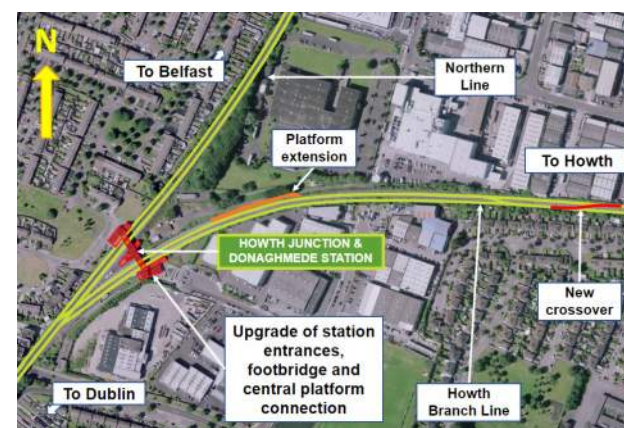 N
To Belfast
Northern
Line
Platform
extension
To Howth
HOWTH JUNCTION &
DONAGHMEDE STATION
New
crossover
Upgrade of station
entrances,
footbridge and
central platform
connection
To Dublin
Howth
Branch Line